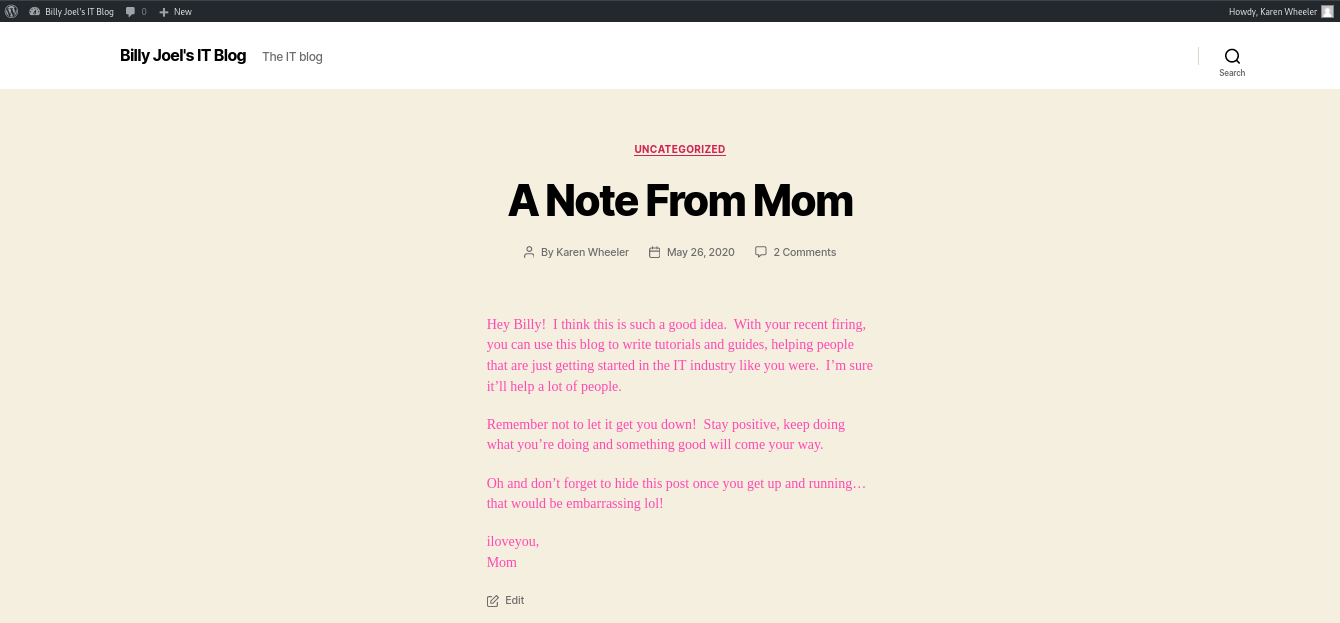 Billy Joel's IT Blog 0 New Howdy, Karen Wheeler
Billy Joel's IT Blog The IT blog
Search
UNCATEGORIZED
A Note From Mom
By Karen Wheeler May 26, 2020 2 Comments
Hey Billy!  I think this is such a good idea.  With your recent firing,
you can use this blog to write tutorials and guides, helping people
that are just getting started in the IT industry like you were.  I’m sure
it’ll help a lot of people.
Remember not to let it get you down!  Stay positive, keep doing
what you’re doing and something good will come your way.
Oh and don’t forget to hide this post once you get up and running…
that would be embarrassing lol!
iloveyou,
Mom
Edit